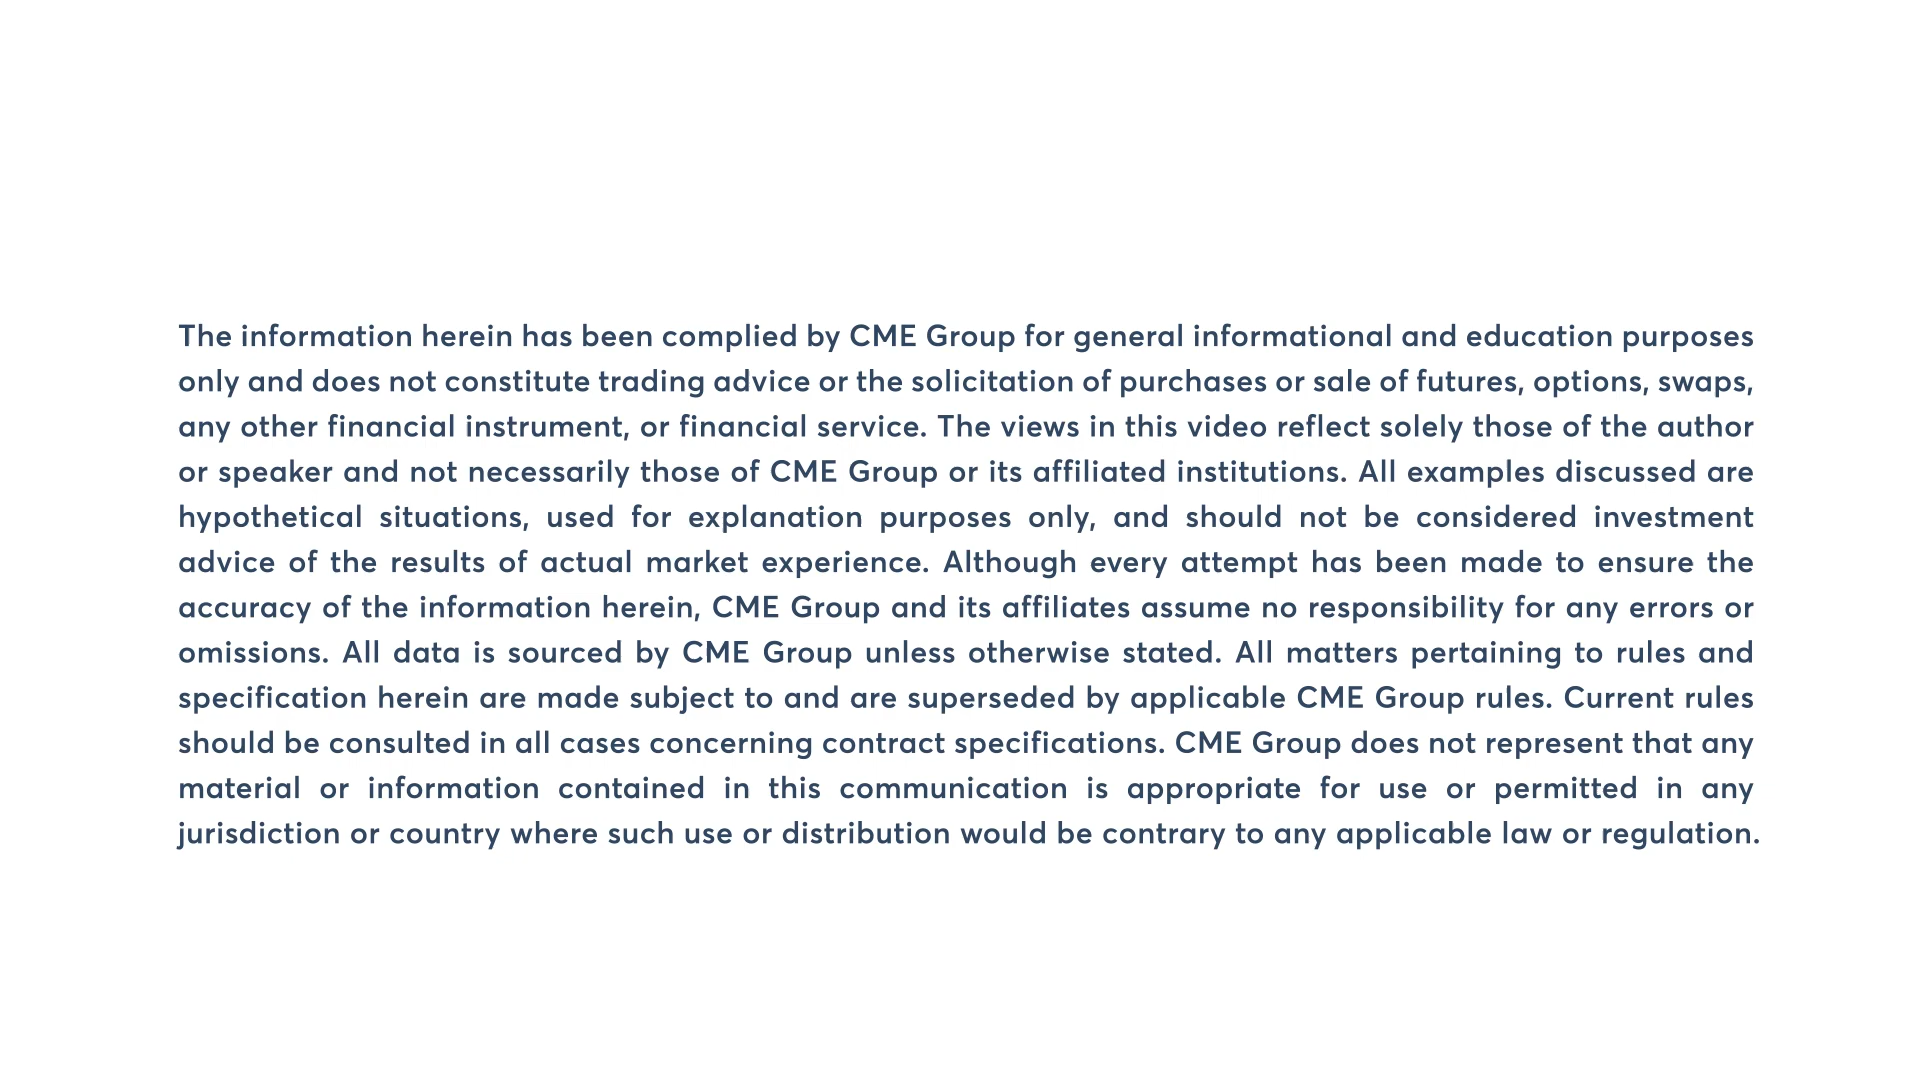 The information herein has been complied by CME Group for general informational and education purposes
only and does not constitute trading advice or the solicitation of purchases or sale of futures, options, swaps,
any other financial instrument, or financial service. The views in this video reflect solely those of the author
or speaker and not necessarily those of CME Group or its affiliated institutions. All examples discussed are
hypothetical situations, used for explanation purposes only, and should not be considered investment
advice of the results of actual market experience. Although every attempt has been made to ensure the
accuracy of the information herein, CME Group and its affiliates assume no responsibility for any errors or
omissions. All data is sourced by CME Group unless otherwise stated. All matters pertaining to rules and
specification herein are made subject to and are superseded by applicable CME Group rules. Current rules
should be consulted in all cases concerning contract specifications. CME Group does not represent that any
material or information contained in this communication is appropriate for use or permitted in any
jurisdiction or country where such use or distribution would be contrary to any applicable law or regulation.